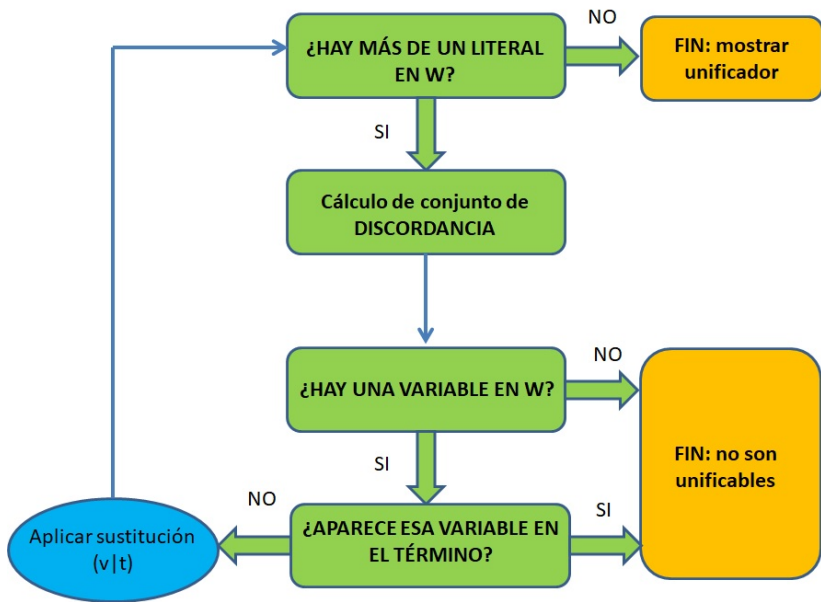 ¿HAY MÁS DE UN LITERAL
EN W?
NO
FIN: mostrar
unificador
SI
Cálculo de conjunto de
DISCORDANCIA
¿HAY UNA VARIABLE EN W?
NO
FIN: no son
unificables
SI
¿APARECE ESA VARIABLE EN
EL TÉRMINO?
SI
NO
Aplicar sustitución
(v|t)